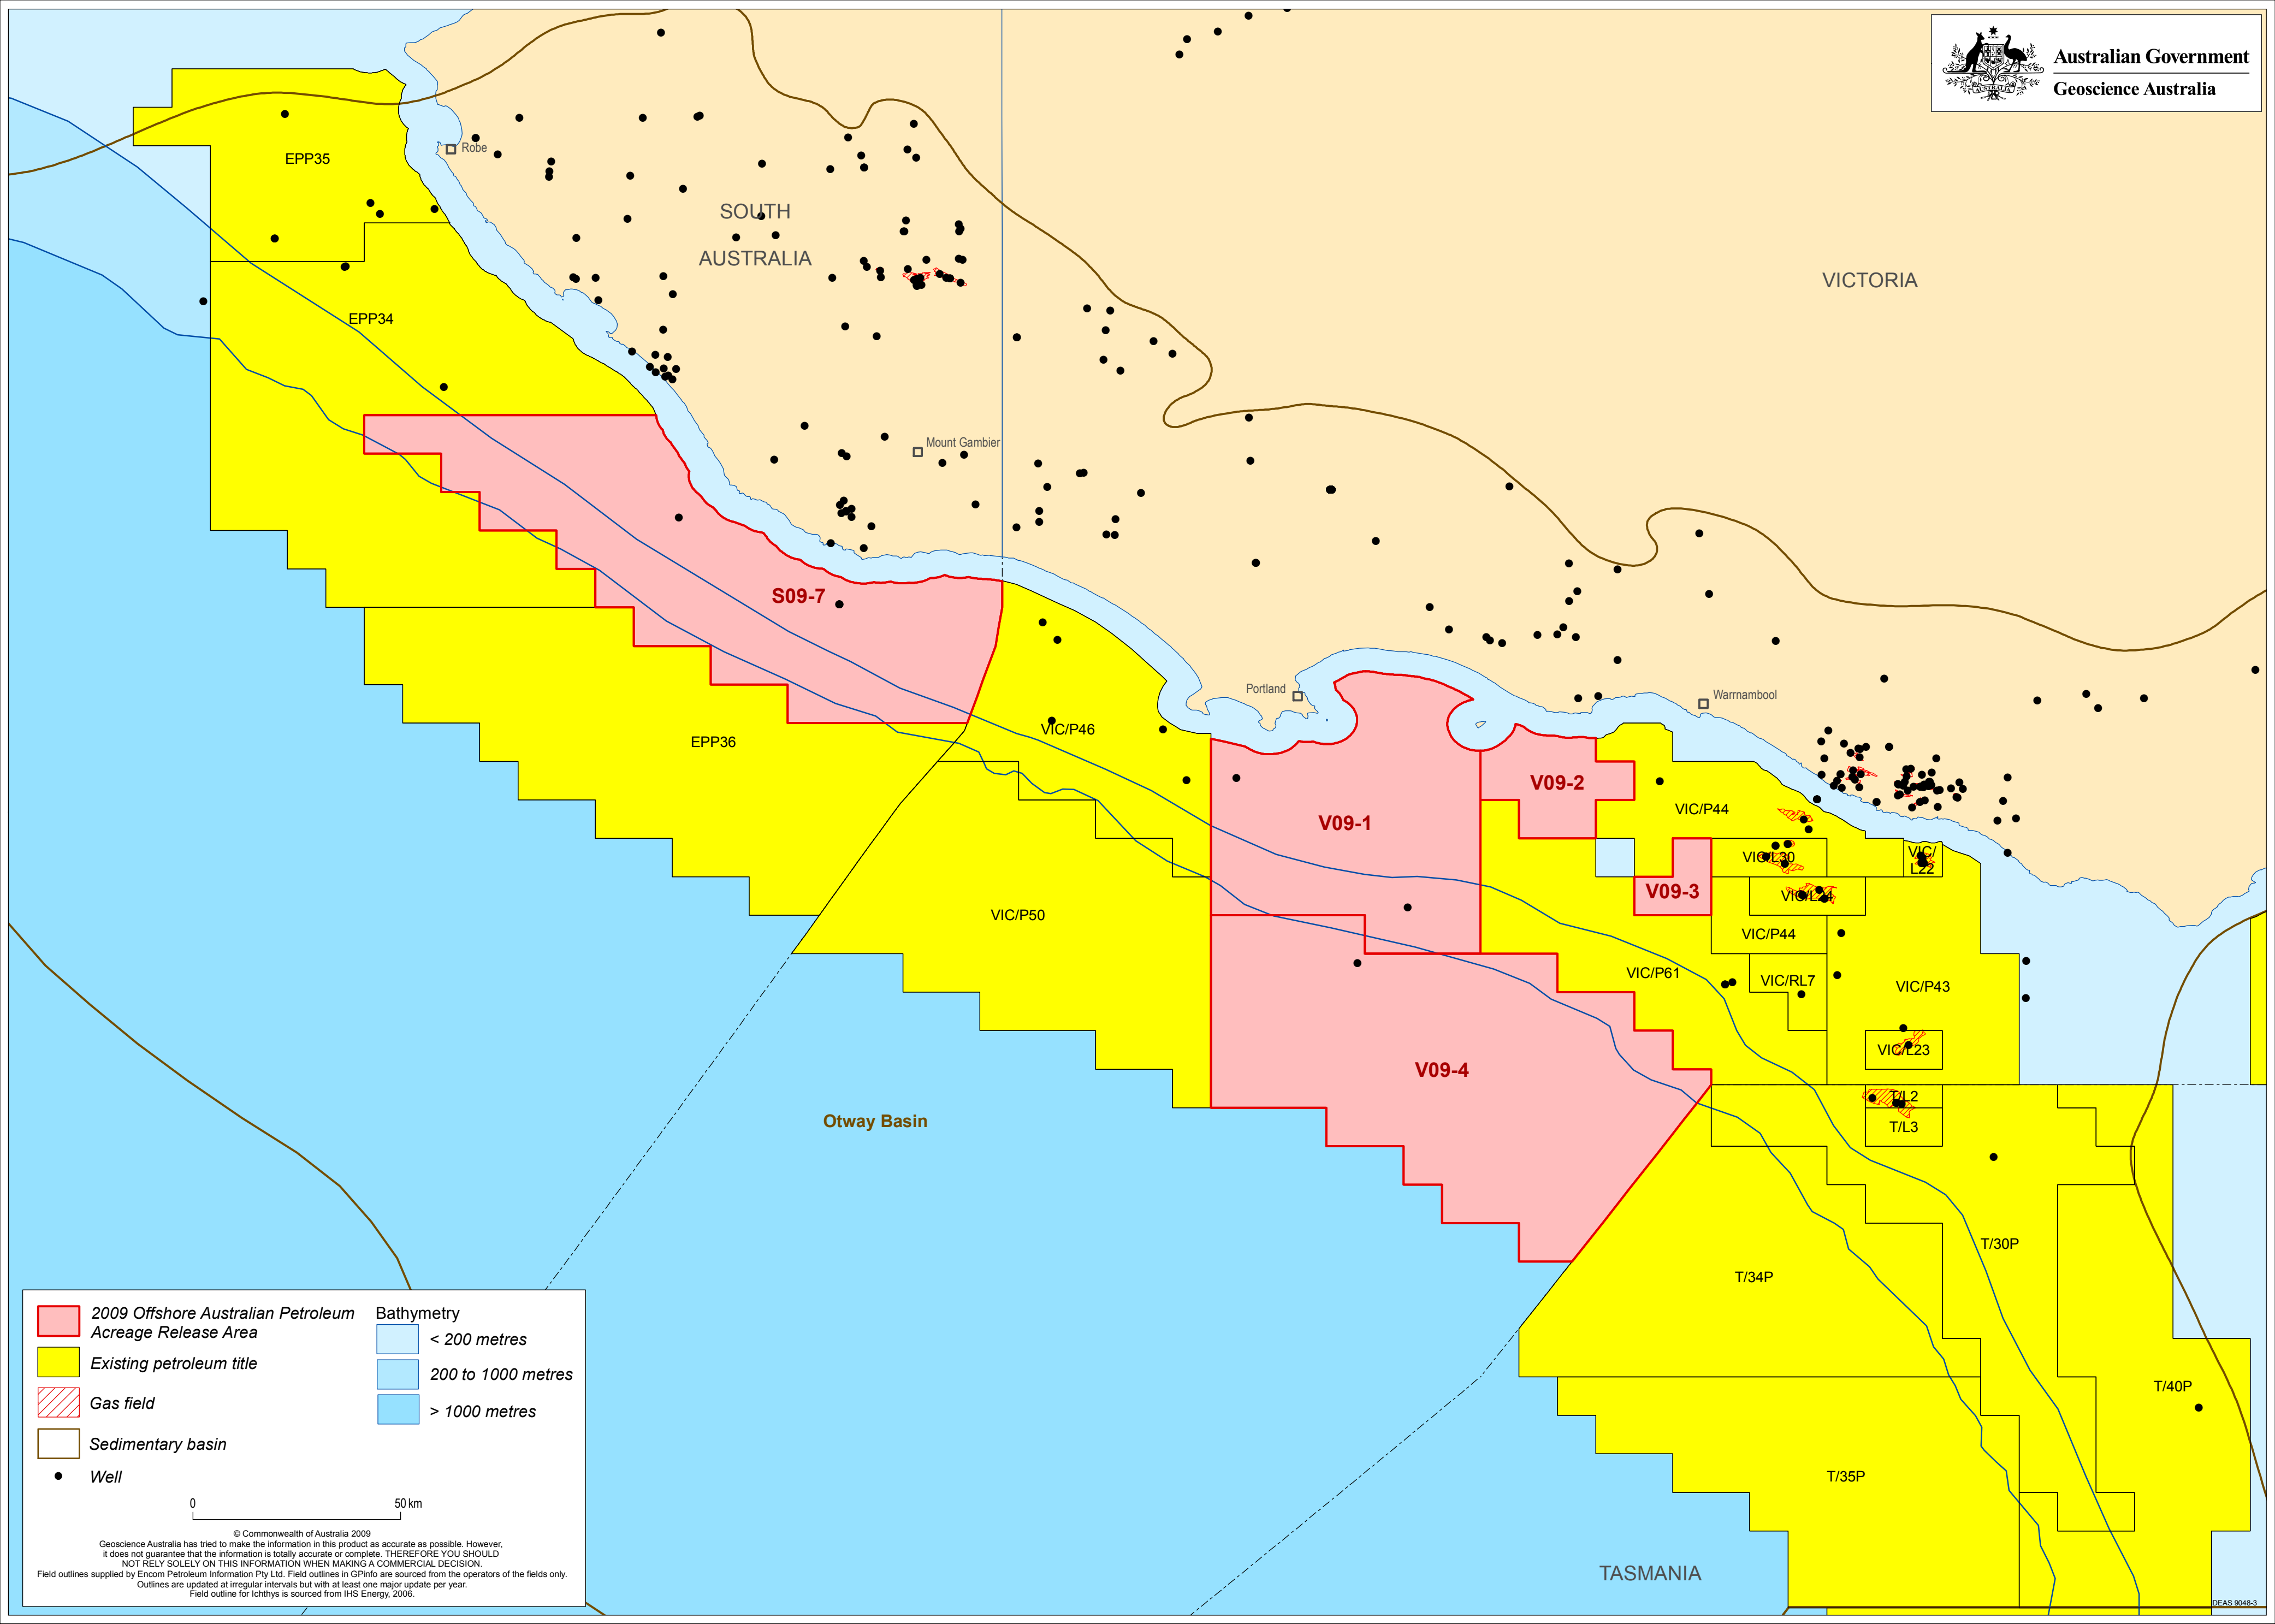 Australian Government
AUSTRALIA
Geoscience Australia
Robe
EPP35
SOUTH
AUSTRALIA
VICTORIA
EPP34
Mount Gambier
S09-7
Portland
Warrnambool
VIC/P46
EPP36
V09-1
V09-2
VIC/P44
VIC/L30
VIC/
L22
V09-3
VIC/L24
VIC/P50
VIC/P44
VIC/P61
VIC/RL7
VIC/P43
VIC/L23
V09-4
T/L2
T/L3
Otway Basin
T/30P
T/34P
T/40P
T/35P
TASMANIA
2009 Offshore Australian Petroleum
Acreage Release Area
Existing petroleum title
Gas field
Sedimentary basin
Well
Bathymetry
< 200 metres
200 to 1000 metres
> 1000 metres
0 50 km
© Commonwealth of Australia 2009
Geoscience Australia has tried to make the information in this product as accurate as possible. However,
it does not guarantee that the information is totally accurate or complete. THEREFORE YOU SHOULD
NOT RELY SOLELY ON THIS INFORMATION WHEN MAKING A COMMERCIAL DECISION.
Field outlines supplied by Encom Petroleum Information Pty Ltd. Field outlines in GPinfo are sourced from the operators of the fields only.
Outlines are updated at irregular intervals but with at least one major update per year.
Field outline for Ichthys is sourced from IHS Energy, 2006.
IDEAS 9048-3